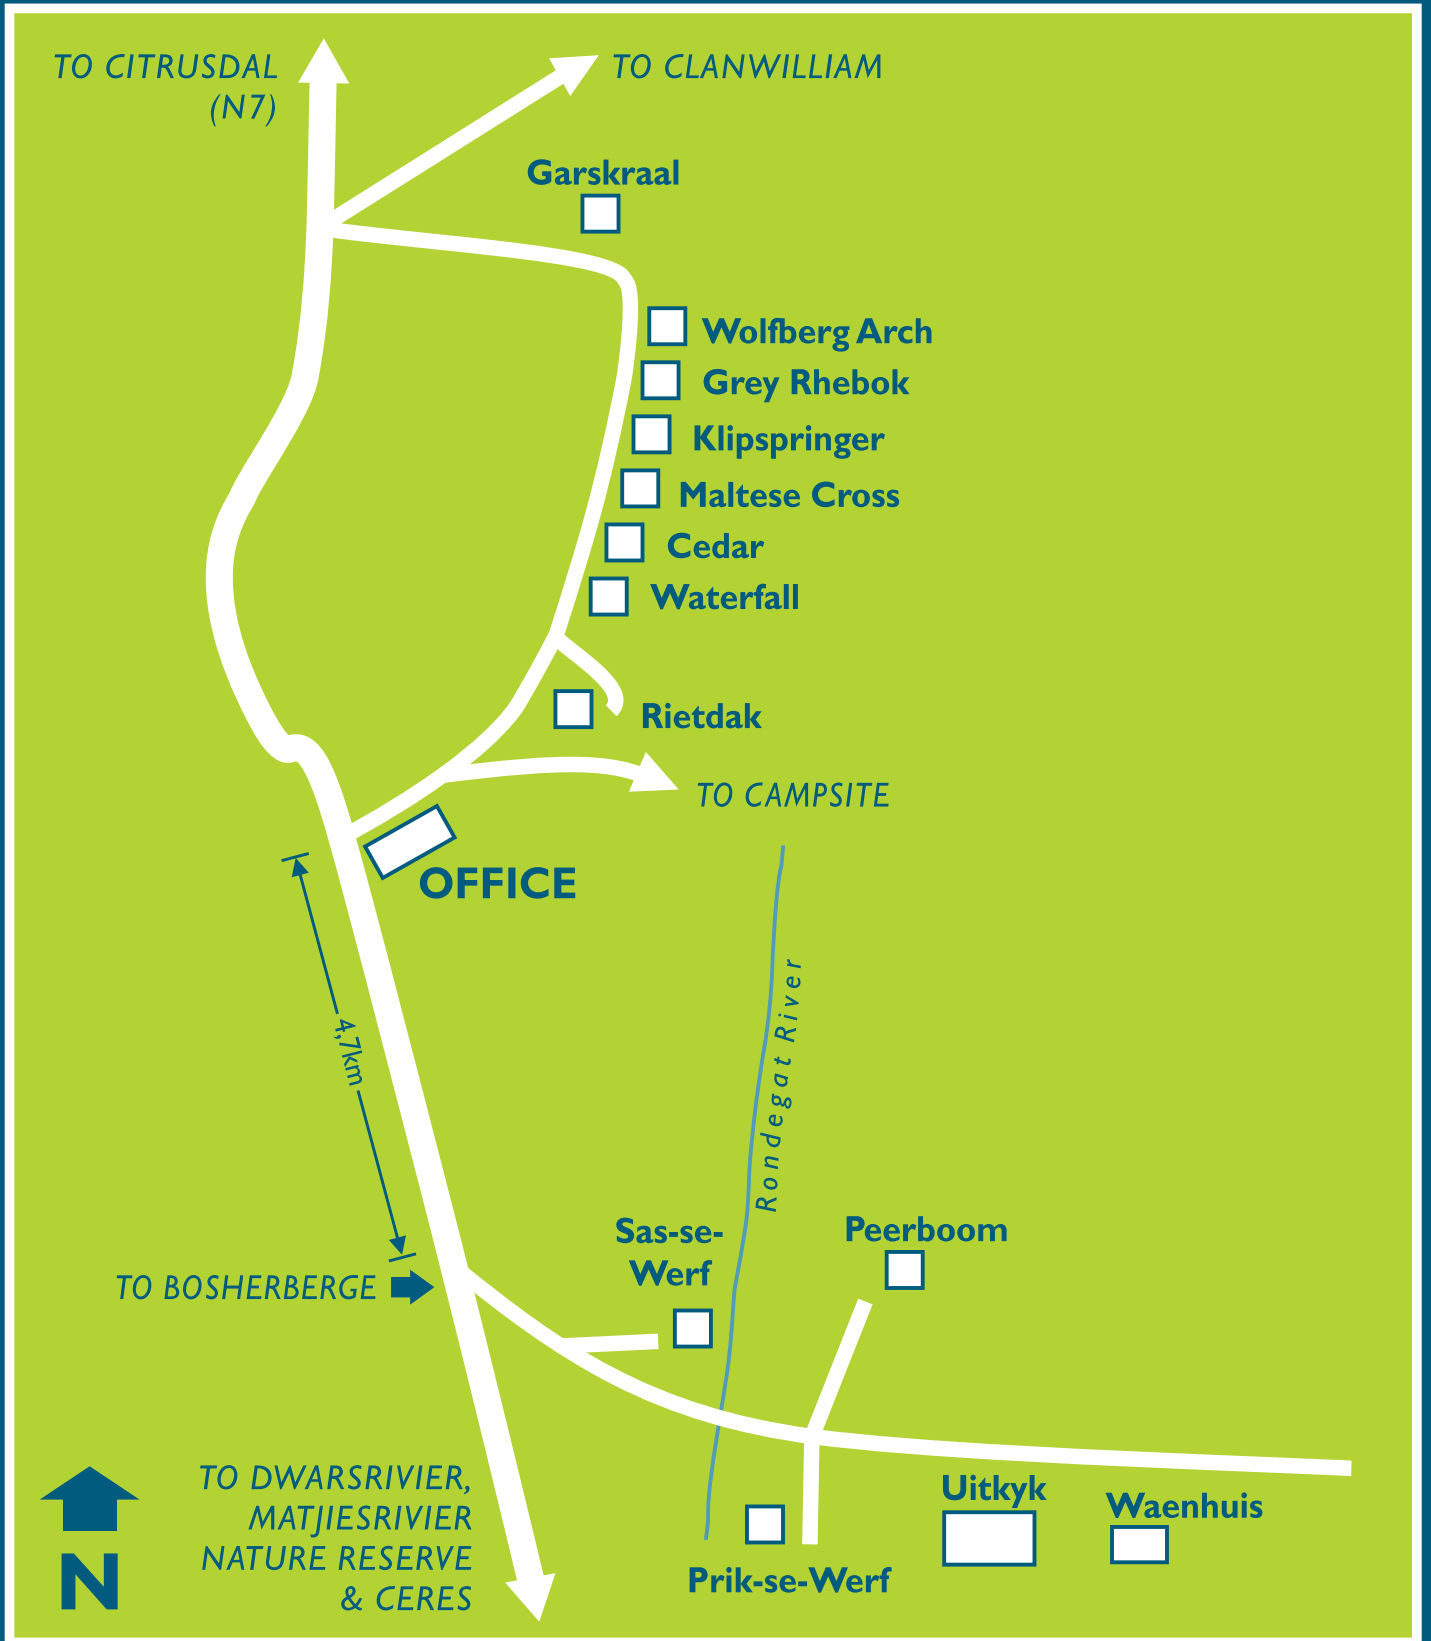 TO CITRUSDAL
(N7)
TO CLANWILLIAM
Garskraal
Wolfberg Arch
Grey Rhebok
Klipspringer
Maltese Cross
Cedar
Waterfall
Rietdak
TO CAMPSITE
OFFICE
4,7km
Rondegat River
Sas-se-
Werf
Peerboom
TO BOSHERBERGE
Uitkyk
Waenhuis
Prik-se-Werf
TO DWARSRIVIER,
MATJIESRIVIER
NATURE RESERVE
& CERES
N